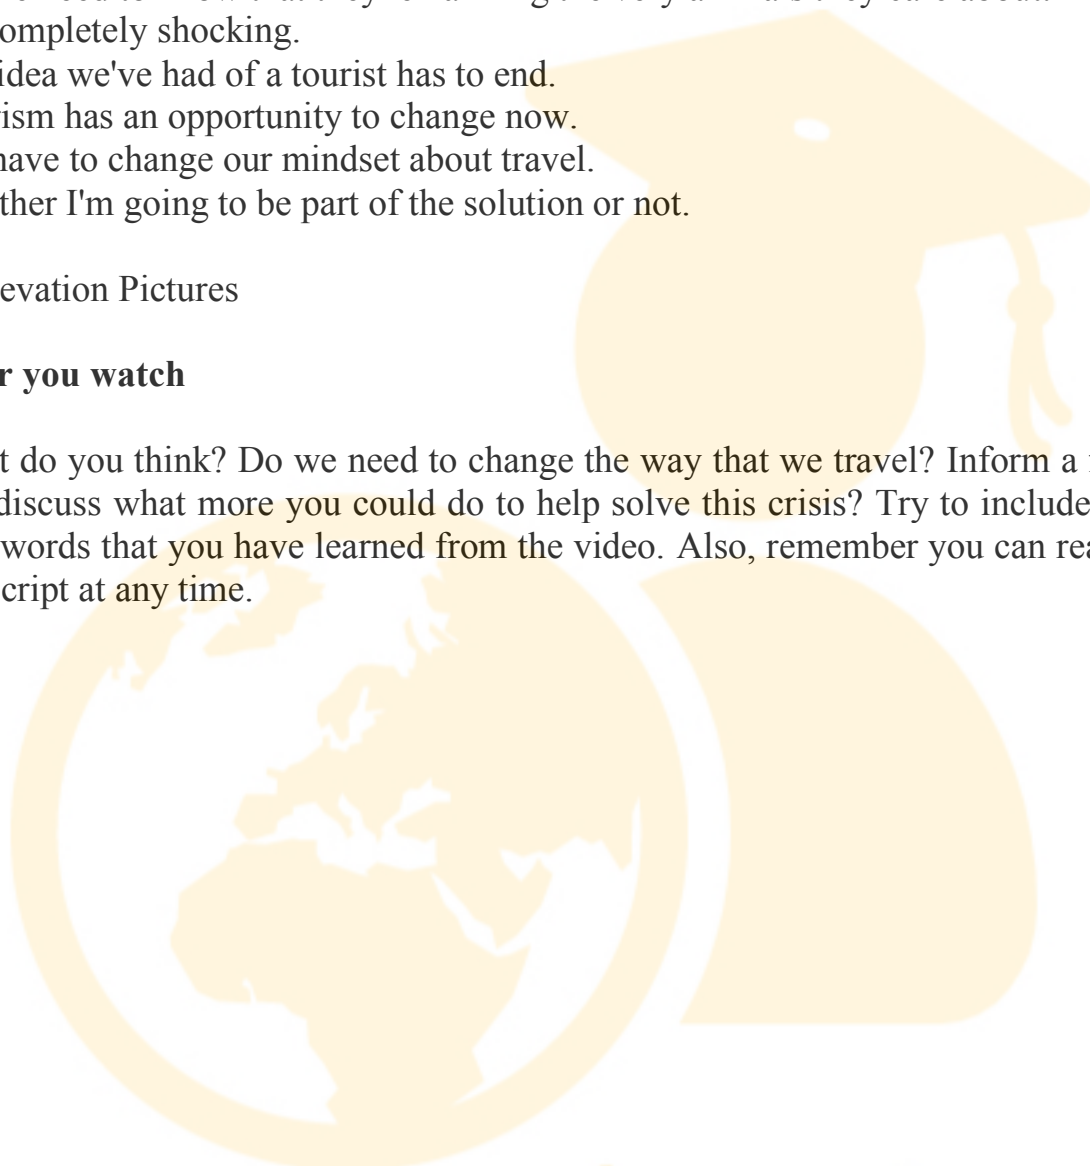 ompletely shocking.
idea we've had of a tourist has to end.
rism has an opportunity to change now.
have to change our mindset about travel.
ther I'm going to be part of the solution or not.
evation Pictures
r you watch
t do you think? Do we need to change the way that we travel? Inform a
discuss what more you could do to help solve this crisis? Try to include
words that you have learned from the video. Also, remember you can rea
cript at any time.